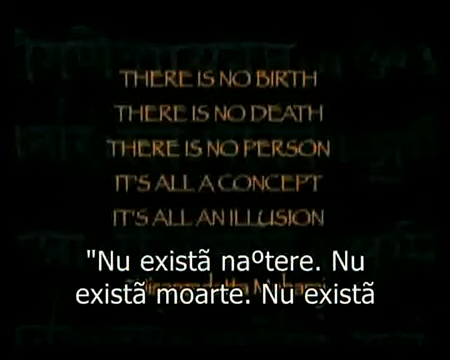 THERE IS NO BIRTH
THERE IS NO DEATH
THERE IS NO PERSON
IT'S ALL A CONCEPT
IT'S ALL AN ILLUSION
"Nu existã naºtere. Nu
existã moarte. Nu existã